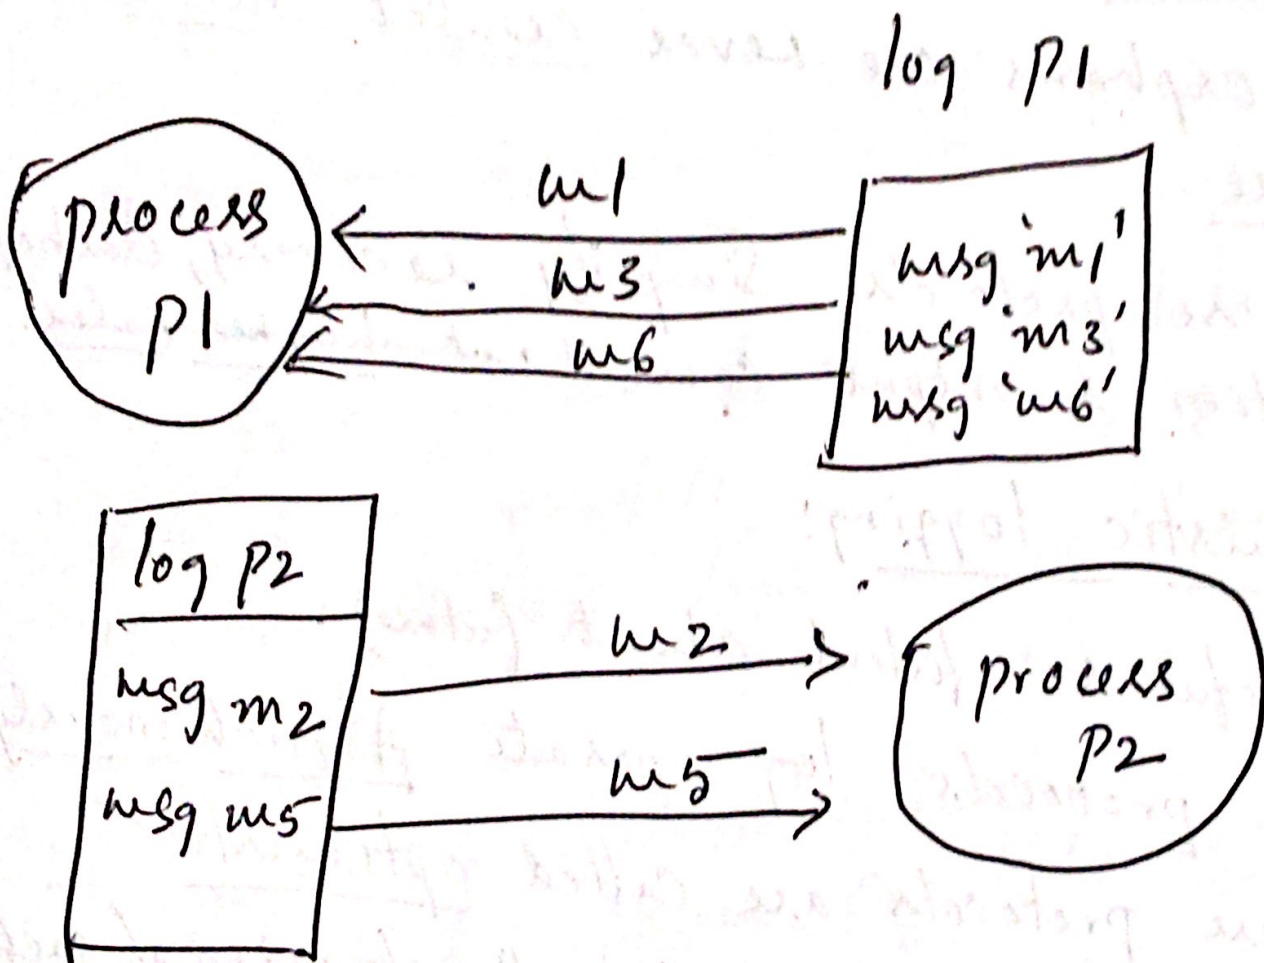 log P1
process
P1
m1
m3
m6
msg 'm1'
msg 'm3'
msg 'm6'
log P2
msg m2
msg m5
m2
m5
process
P2